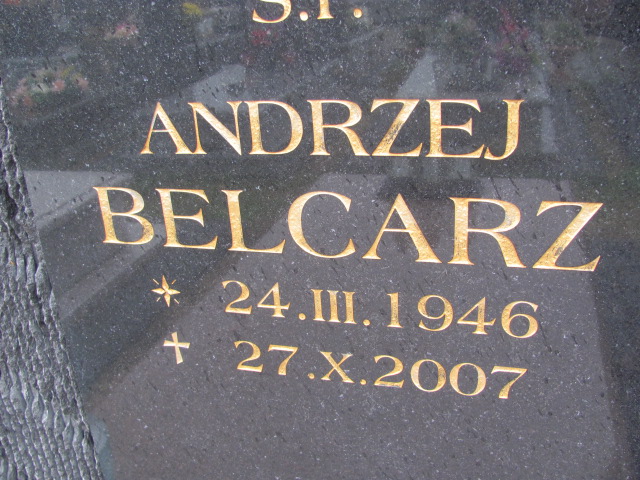 Ś.P.
ANDRZEJ
BELCARZ
24.III.1946
27.X.2007